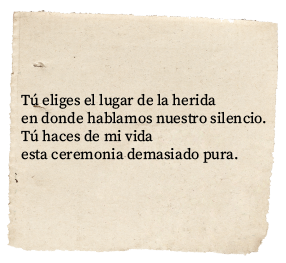 Tú eliges el lugar de la herida
en donde hablamos nuestro silencio.
Tú haces de mi vida
esta ceremonia demasiado pura.